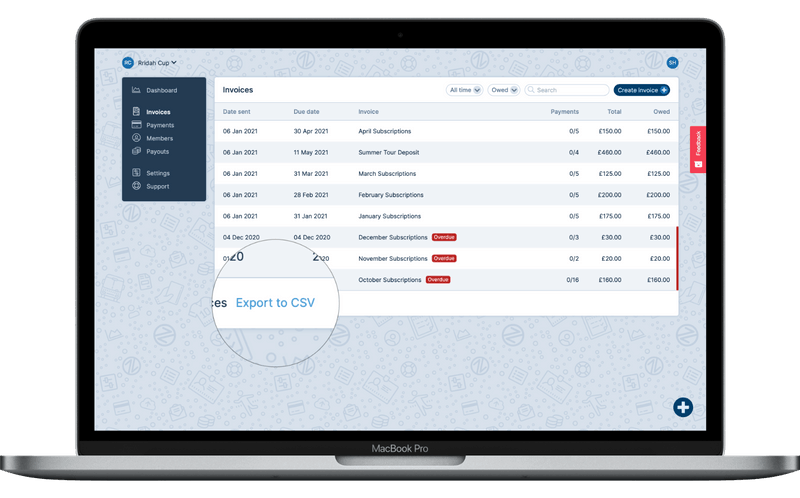 RC Rridah Cup SH
Dashboard
Invoices
Payments
Members
Payouts
Settings
Support
Invoices All time Owed Search Create invoice
Date sent Due date Invoice Payments Total Owed
06 Jan 2021 30 Apr 2021 April Subscriptions 0/5 £150.00 £150.00
06 Jan 2021 11 May 2021 Summer Tour Deposit 0/4 £460.00 £460.00
06 Jan 2021 31 Mar 2021 March Subscriptions 0/5 £125.00 £125.00
06 Jan 2021 28 Feb 2021 February Subscriptions 0/5 £200.00 £200.00
06 Jan 2021 31 Jan 2021 January Subscriptions 0/5 £175.00 £175.00
04 Dec 2020 04 Dec 2020 December Subscriptions Overdue 0/3 £30.00 £30.00
November Subscriptions Overdue 0/2 £20.00 £20.00
October Subscriptions Overdue 0/16 £160.00 £160.00
Export to CSV
Feedback
MacBook Pro